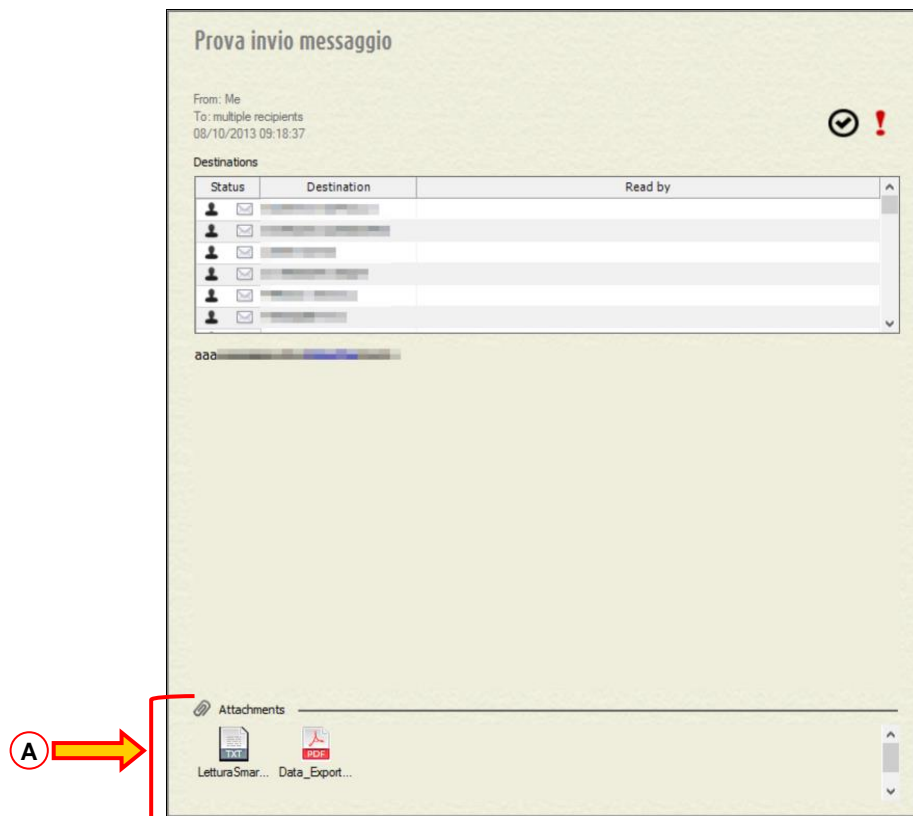 Prova invio messaggio
From: Me
To: multiple recipients
08/10/2013 09:18:37
Destinations
Status Destination Read by
aaa
Attachments
A
TXT PDF
LetturaSmar... Data_Export...